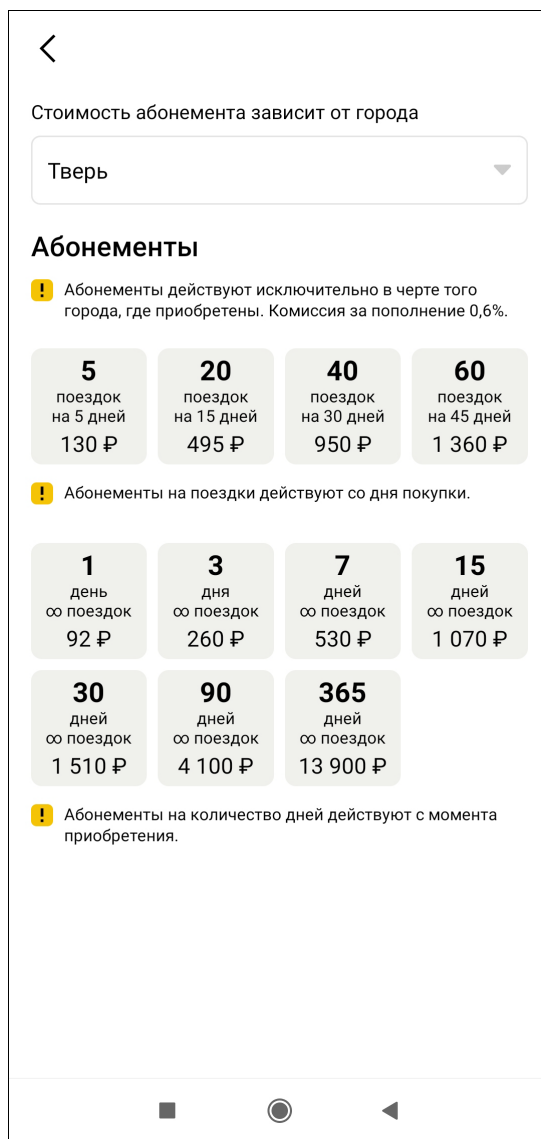 Стоимость абонемента зависит от города
Тверь
Абонементы
! Абонементы действуют исключительно в черте того
города, где приобретены. Комиссия за пополнение 0,6%.
5
поездок
на 5 дней
130 ₽
20
поездок
на 15 дней
495 ₽
40
поездок
на 30 дней
950 ₽
60
поездок
на 45 дней
1 360 ₽
! Абонементы на поездки действуют со дня покупки.
1
день
∞ поездок
92 ₽
3
дня
∞ поездок
260 ₽
7
дней
∞ поездок
530 ₽
15
дней
∞ поездок
1 070 ₽
30
дней
∞ поездок
1 510 ₽
90
дней
∞ поездок
4 100 ₽
365
дней
∞ поездок
13 900 ₽
! Абонементы на количество дней действуют с момента
приобретения.